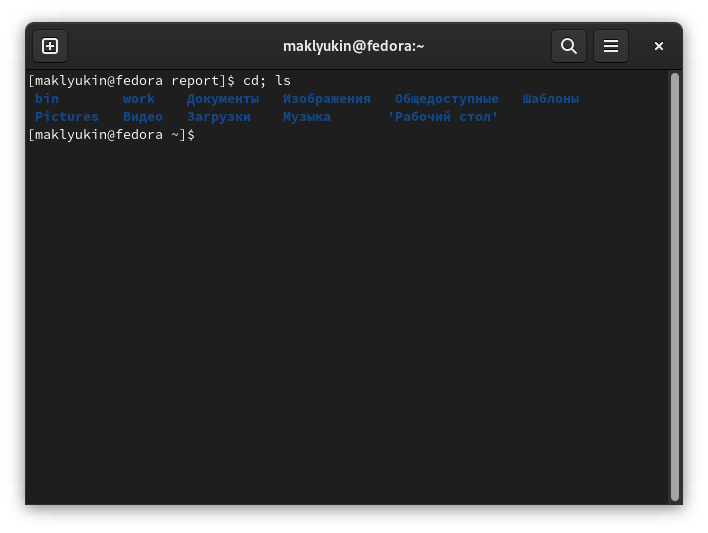 maklyukin@fedora:~
[maklyukin@fedora report]$ cd; ls
bin work Документы Изображения Общедоступные Шаблоны
Pictures Видео Загрузки Музыка 'Рабочий стол'
[maklyukin@fedora ~]$